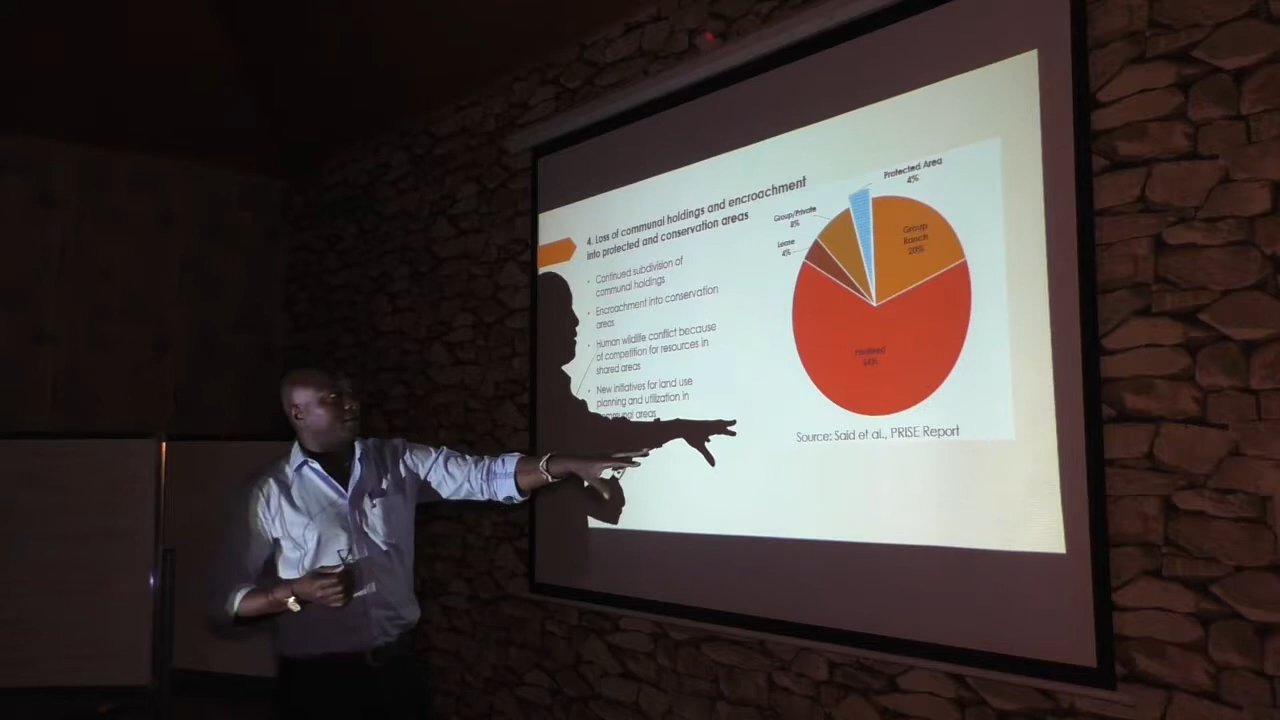 4. Loss of communal holdings and encroachment
into protected and conservation areas
• Continued subdivision of
communal holdings
• Encroachment into conservation
areas
• Human wildlife conflict because
of competition for resources in
shared areas
• New initiatives for land use
planning and utilization in
communal areas
Protected Area
4%
Group/Private
8%
Lease
4%
Group
Ranch
20%
64%
Source: Said et al., PRISE Report